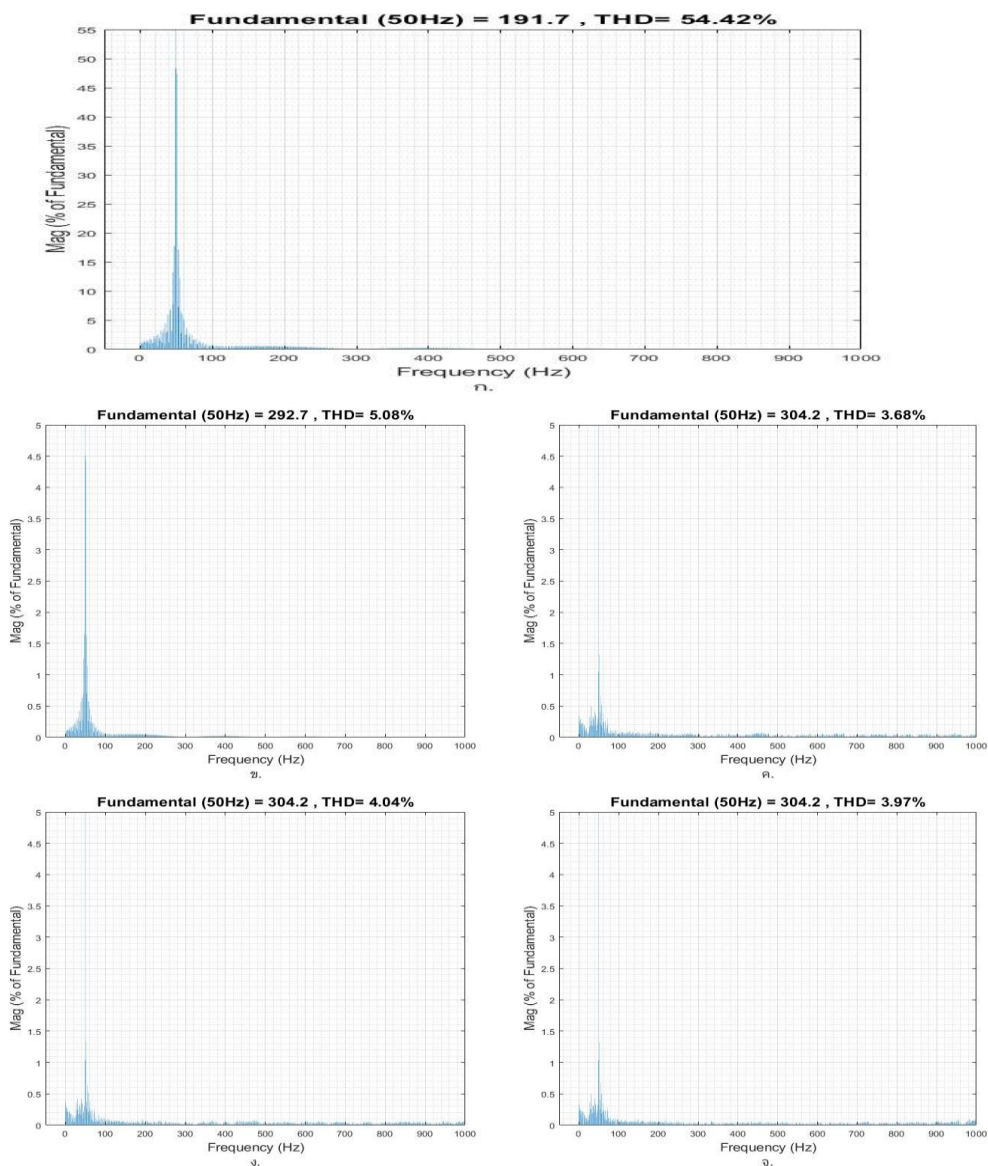 Fundamental (50Hz) = 191.7 , THD= 54.42%
55
50
45
40
35
30
25
20
15
10
5
0
Mag (% of Fundamental)
0 100 200 300 400 500 600 700 800 900 1000
Frequency (Hz)
ก.
Fundamental (50Hz) = 292.7 , THD= 5.08%
5
4.5
4
3.5
3
2.5
2
1.5
1
0.5
0
Mag (% of Fundamental)
0 100 200 300 400 500 600 700 800 900 1000
Frequency (Hz)
ข.
Fundamental (50Hz) = 304.2 , THD= 3.68%
5
4.5
4
3.5
3
2.5
2
1.5
1
0.5
0
Mag (% of Fundamental)
0 100 200 300 400 500 600 700 800 900 1000
Frequency (Hz)
ค.
Fundamental (50Hz) = 304.2 , THD= 4.04%
5
4.5
4
3.5
3
2.5
2
1.5
1
0.5
0
Mag (% of Fundamental)
0 100 200 300 400 500 600 700 800 900 1000
Frequency (Hz)
ง.
Fundamental (50Hz) = 304.2 , THD= 3.97%
5
4.5
4
3.5
3
2.5
2
1.5
1
0.5
0
Mag (% of Fundamental)
0 100 200 300 400 500 600 700 800 900 1000
Frequency (Hz)
จ.